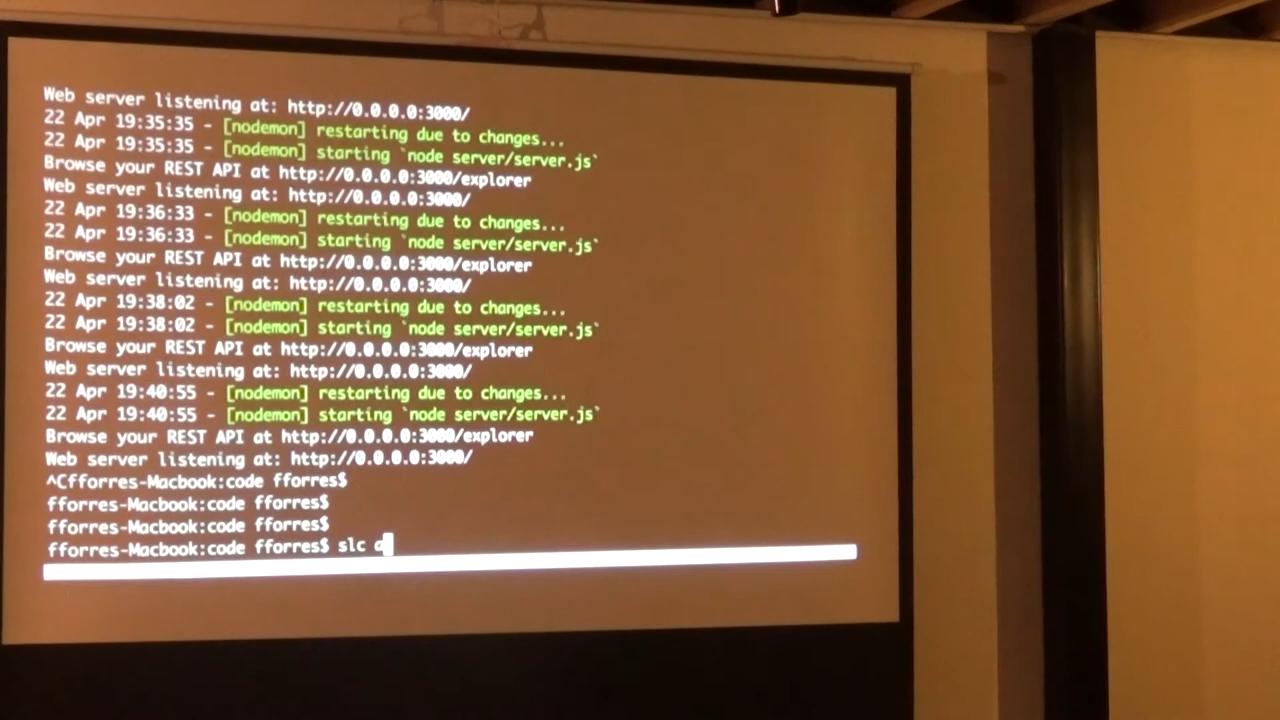 Web server listening at: http://0.0.0.0:3000/
22 Apr 19:35:35 - [nodemon] restarting due to changes...
22 Apr 19:35:35 - [nodemon] starting `node server/server.js`
Browse your REST API at http://0.0.0.0:3000/explorer
Web server listening at: http://0.0.0.0:3000/
22 Apr 19:36:33 - [nodemon] restarting due to changes...
22 Apr 19:36:33 - [nodemon] starting `node server/server.js`
Browse your REST API at http://0.0.0.0:3000/explorer
Web server listening at: http://0.0.0.0:3000/
22 Apr 19:38:02 - [nodemon] restarting due to changes...
22 Apr 19:38:02 - [nodemon] starting `node server/server.js`
Browse your REST API at http://0.0.0.0:3000/explorer
Web server listening at: http://0.0.0.0:3000/
22 Apr 19:40:55 - [nodemon] restarting due to changes...
22 Apr 19:40:55 - [nodemon] starting `node server/server.js`
Browse your REST API at http://0.0.0.0:3000/explorer
Web server listening at: http://0.0.0.0:3000/
^Cfforres-Macbook:code fforres$
fforres-Macbook:code fforres$
fforres-Macbook:code fforres$
fforres-Macbook:code fforres$ slc a